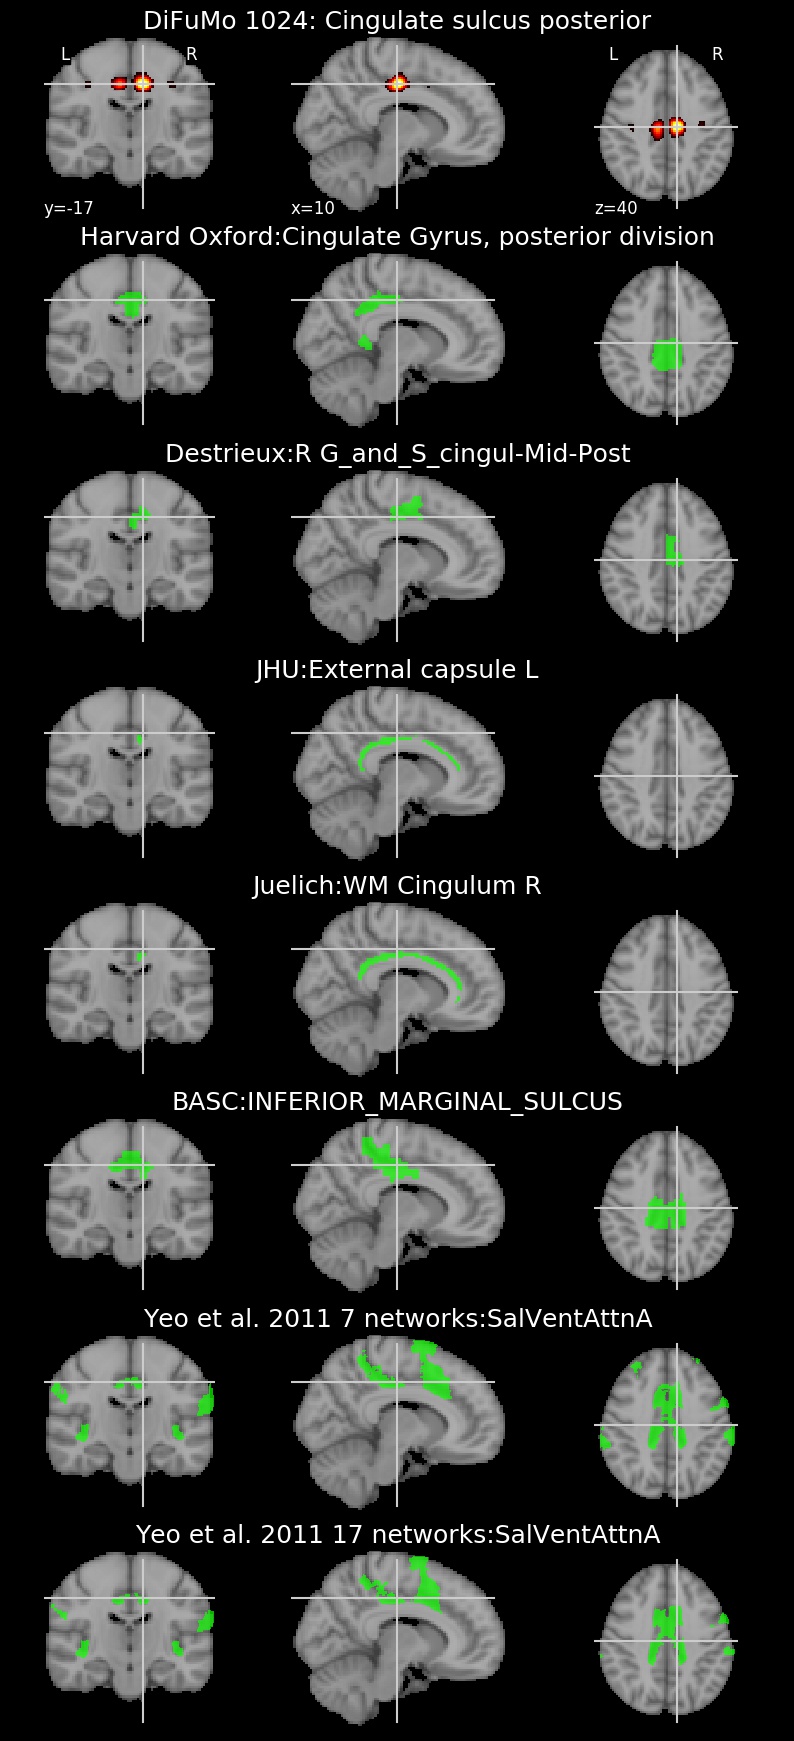 DiFuMo 1024: Cingulate sulcus posterior
L R L R
y=-17 x=10 z=40
Harvard Oxford:Cingulate Gyrus, posterior division
Destrieux:R G_and_S_cingul-Mid-Post
JHU:External capsule L
Juelich:WM Cingulum R
BASC:INFERIOR_MARGINAL_SULCUS
Yeo et al. 2011 7 networks:SalVentAttnA
Yeo et al. 2011 17 networks:SalVentAttnA